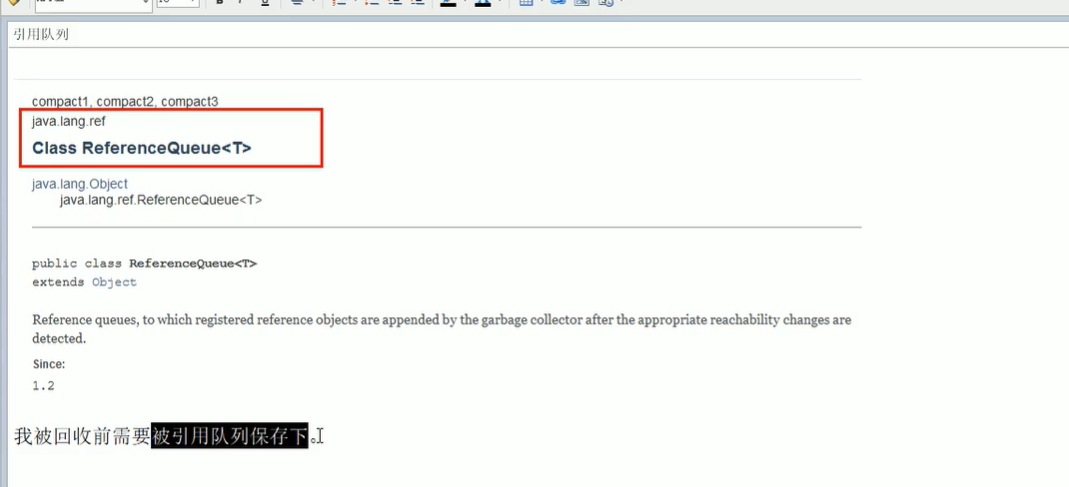 引用队列
compact1, compact2, compact3
java.lang.ref
Class ReferenceQueue<T>
java.lang.Object
java.lang.ref.ReferenceQueue<T>
public class ReferenceQueue<T>
extends Object
Reference queues, to which registered reference objects are appended by the garbage collector after the appropriate reachability changes are
detected.
Since:
1.2
我被回收前需要被引用队列保存下。